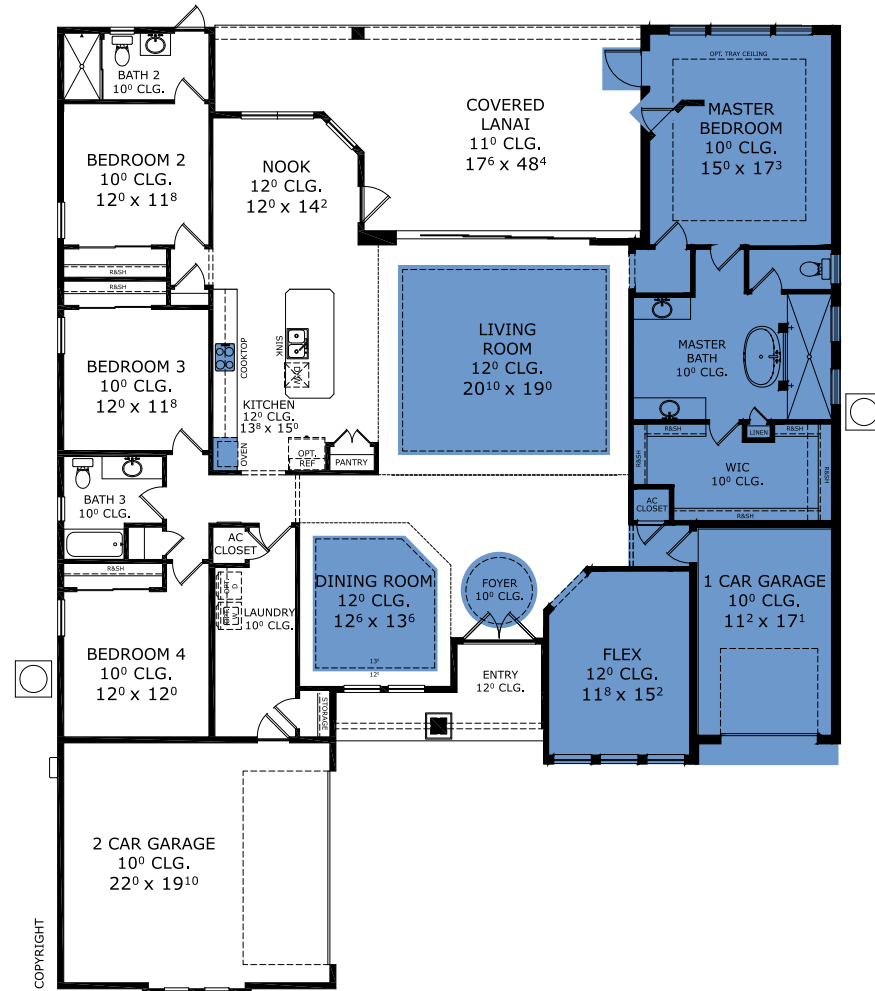 BATH 2
10⁰ CLG.
OPT. TRAY CEILING
COVERED
LANAI
11⁰ CLG.
17⁶ x 48⁴
MASTER
BEDROOM
10⁰ CLG.
15⁰ x 17³
BEDROOM 2
10⁰ CLG.
12⁰ x 11⁸
NOOK
12⁰ CLG.
12⁰ x 14²
R&SH
R&SH
BEDROOM 3
10⁰ CLG.
12⁰ x 11⁸
COOKTOP
SINK
D/W
KITCHEN
12⁰ CLG.
13⁸ x 15⁰
OVEN
OPT.
REF
PANTRY
LIVING
ROOM
12⁰ CLG.
20¹⁰ x 19⁰
MASTER
BATH
10⁰ CLG.
LINEN
R&SH
R&SH
R&SH
WIC
10⁰ CLG.
R&SH
R&SH
AC
CLOSET
BATH 3
10⁰ CLG.
AC
CLOSET
R&SH
LAUNDRY
10⁰ CLG.
OPT.
D
OPT.
W
DINING ROOM
12⁰ CLG.
12⁶ x 13⁶
13⁰
12⁰
FOYER
10⁰ CLG.
1 CAR GARAGE
10⁰ CLG.
11² x 17¹
BEDROOM 4
10⁰ CLG.
12⁰ x 12⁰
ENTRY
12⁰ CLG.
FLEX
12⁰ CLG.
11⁸ x 15²
STORAGE
2 CAR GARAGE
10⁰ CLG.
22⁰ x 19¹⁰
COPYRIGHT